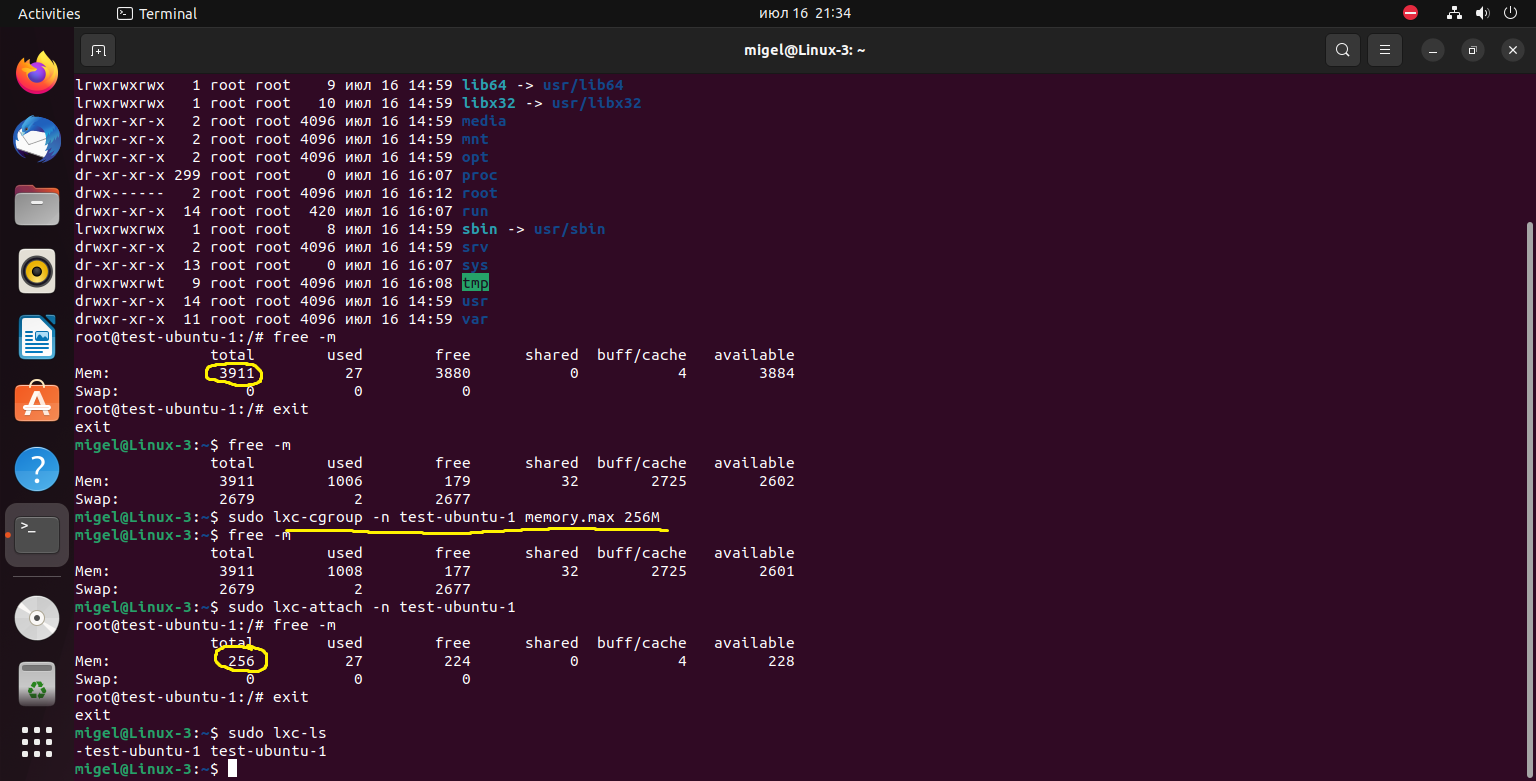 Activities Terminal июл 16 21:34
migel@Linux-3: ~
lrwxrwxrwx   1 root root    9 июл 16 14:59 lib64 -> usr/lib64
lrwxrwxrwx   1 root root   10 июл 16 14:59 libx32 -> usr/libx32
drwxr-xr-x   2 root root 4096 июл 16 14:59 media
drwxr-xr-x   2 root root 4096 июл 16 14:59 mnt
drwxr-xr-x   2 root root 4096 июл 16 14:59 opt
dr-xr-xr-x 299 root root    0 июл 16 16:07 proc
drwx------   2 root root 4096 июл 16 16:12 root
drwxr-xr-x  14 root root  420 июл 16 16:07 run
lrwxrwxrwx   1 root root    8 июл 16 14:59 sbin -> usr/sbin
drwxr-xr-x   2 root root 4096 июл 16 14:59 srv
dr-xr-xr-x  13 root root    0 июл 16 16:07 sys
drwxrwxrwt   9 root root 4096 июл 16 16:08 tmp
drwxr-xr-x  14 root root 4096 июл 16 14:59 usr
drwxr-xr-x  11 root root 4096 июл 16 14:59 var
root@test-ubuntu-1:/# free -m
               total        used        free      shared  buff/cache   available
Mem:            3911          27        3880           0           4        3884
Swap:              0           0           0
root@test-ubuntu-1:/# exit
exit
migel@Linux-3:~$ free -m
               total        used        free      shared  buff/cache   available
Mem:            3911        1006         179          32        2725        2602
Swap:           2679           2        2677
migel@Linux-3:~$ sudo lxc-cgroup -n test-ubuntu-1 memory.max 256M
migel@Linux-3:~$ free -m
               total        used        free      shared  buff/cache   available
Mem:            3911        1008         177          32        2725        2601
Swap:           2679           2        2677
migel@Linux-3:~$ sudo lxc-attach -n test-ubuntu-1
root@test-ubuntu-1:/# free -m
               total        used        free      shared  buff/cache   available
Mem:             256          27         224           0           4         228
Swap:              0           0           0
root@test-ubuntu-1:/# exit
exit
migel@Linux-3:~$ sudo lxc-ls
-test-ubuntu-1 test-ubuntu-1
migel@Linux-3:~$